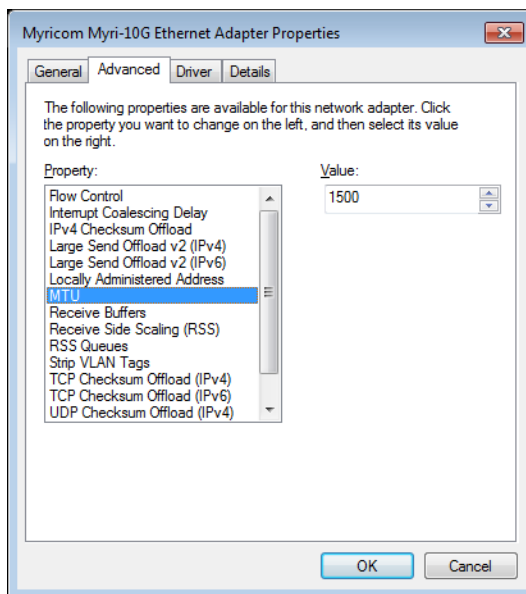 Myricom Myri-10G Ethernet Adapter Properties
General Advanced Driver Details
The following properties are available for this network adapter. Click
the property you want to change on the left, and then select its value
on the right.
Property:
Value:
Flow Control
Interrupt Coalescing Delay
IPv4 Checksum Offload
Large Send Offload v2 (IPv4)
Large Send Offload v2 (IPv6)
Locally Administered Address
MTU
Receive Buffers
Receive Side Scaling (RSS)
RSS Queues
Strip VLAN Tags
TCP Checksum Offload (IPv4)
TCP Checksum Offload (IPv6)
UDP Checksum Offload (IPv4)
1500
OK Cancel